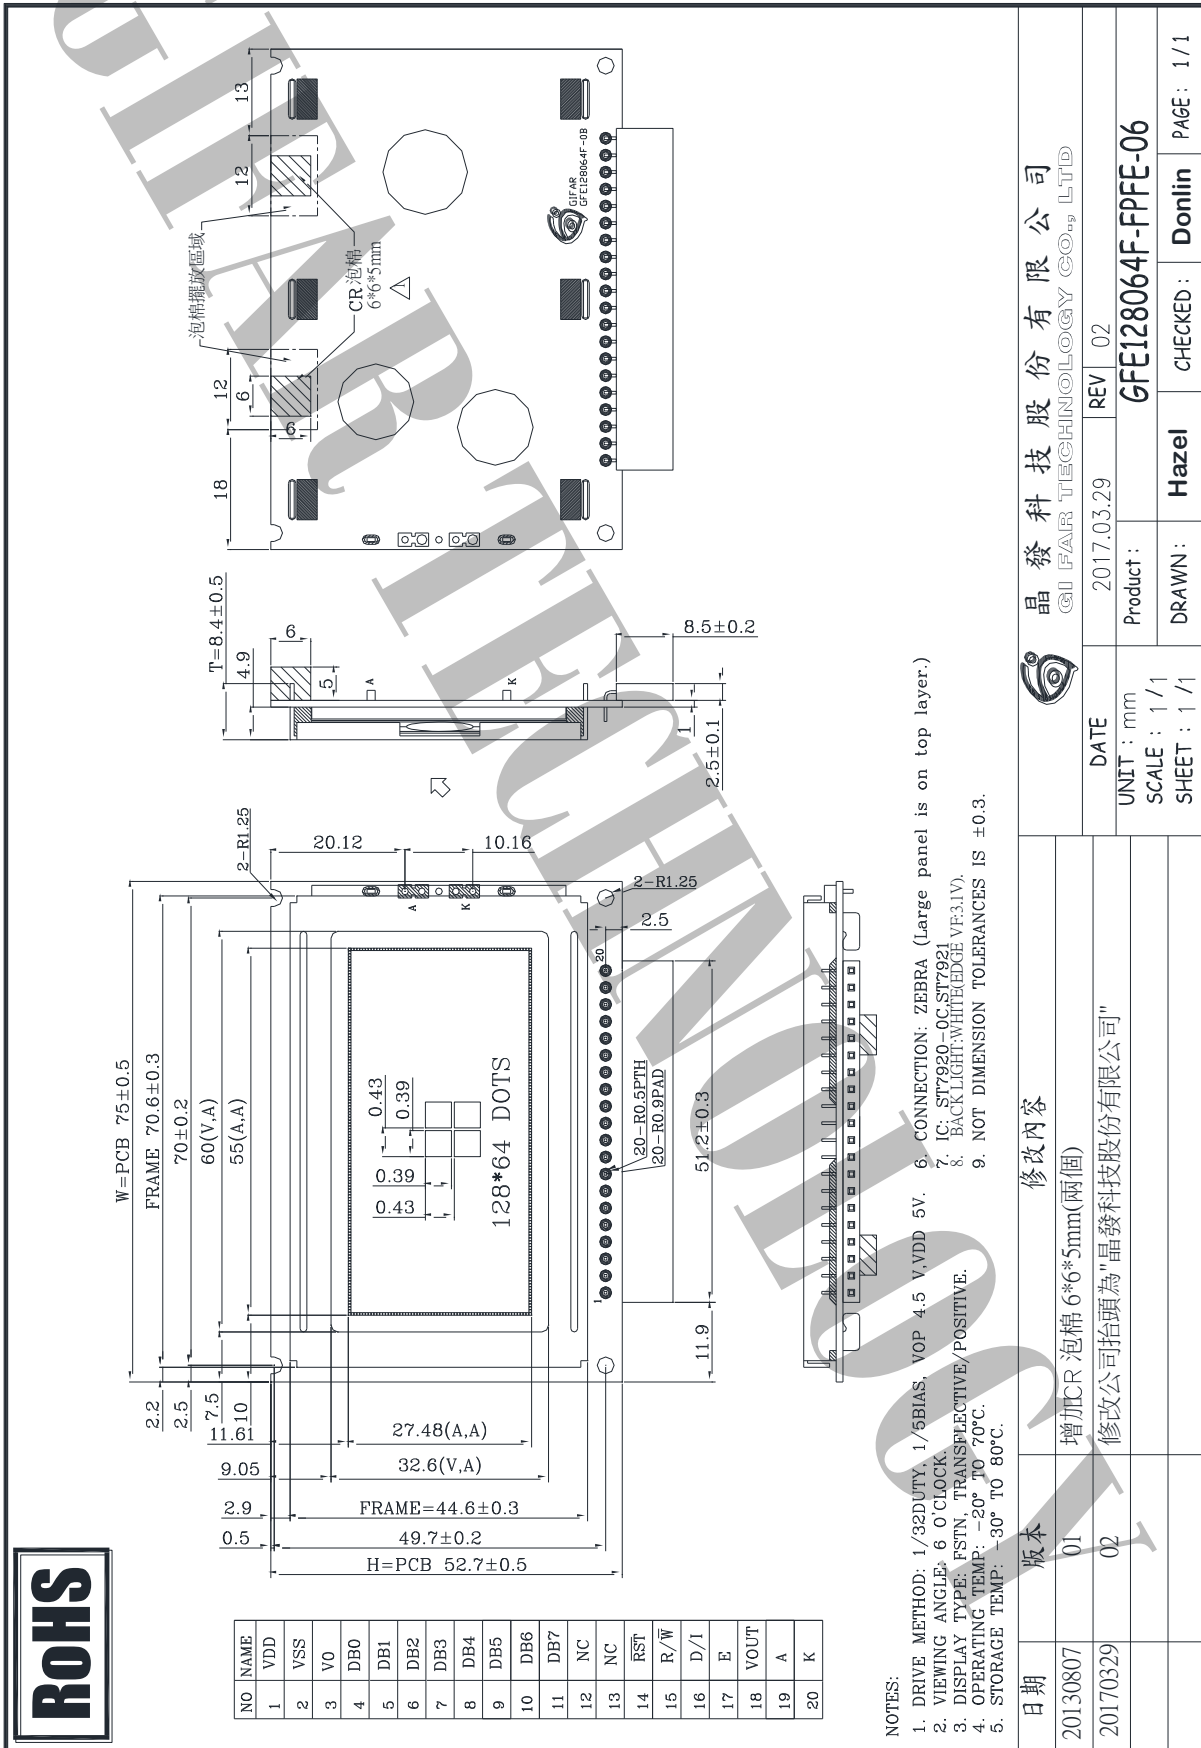 RoHS
NO NAME
1 VDD
2 VSS
3 V0
4 DB0
5 DB1
6 DB2
7 DB3
8 DB4
9 DB5
10 DB6
11 DB7
12 NC
13 NC
14 RST
15 R/W
16 D/I
17 E
18 VOUT
19 A
20 K
W=PCB 75±0.5
FRAME 70.6±0.3
70±0.2
60(V,A)
55(A,A)
2.2
2.5
7.5
10
11.61
9.05
2.9
0.5
27.48(A,A)
32.6(V,A)
FRAME=44.6±0.3
49.7±0.2
H=PCB 52.7±0.5
0.43
0.39
0.39
0.43
128*64 DOTS
2-R1.25
20.12
10.16
A
K
2-R1.25
2.5
1
20
20-R0.5PTH
20-R0.9PAD
51.2±0.3
11.9
T=8.4±0.5
4.9
6
5
A
K
8.5±0.2
1
2.5±0.1
18
12
6
6
12
13
泡棉擺放區域
CR 泡棉
6*6*5mm
1
GIFAR
GFE128064F-0B
NOTES:
1. DRIVE METHOD: 1/32DUTY, 1/5BIAS, VOP 4.5 V,VDD 5V.
2. VIEWING ANGLE: 6 O'CLOCK.
3. DISPLAY TYPE: FSTN, TRANSFLECTIVE/POSITIVE.
4. OPERATING TEMP: -20° TO 70°C.
5. STORAGE TEMP: -30° TO 80°C.
6. CONNECTION: ZEBRA (Large panel is on top layer.)
7. IC: ST7920-0C,ST7921
8. BACK LIGHT:WHITE(EDGE VF:3.1V).
9. NOT DIMENSION TOLERANCES IS ±0.3.
日期 版本 修改內容
20130807 01 增加CR 泡棉 6*6*5mm(兩個)
20170329 02 修改公司抬頭為"晶發科技股份有限公司"
晶發科技股份有限公司
GI FAR TECHNOLOGY CO., LTD
DATE 2017.03.29 REV 02
UNIT : mm
SCALE : 1 /1
SHEET : 1 /1
Product : GFE128064F-FPFE-06
DRAWN : Hazel CHECKED : Donlin PAGE : 1/1
GIFAR TECHNOLOGY